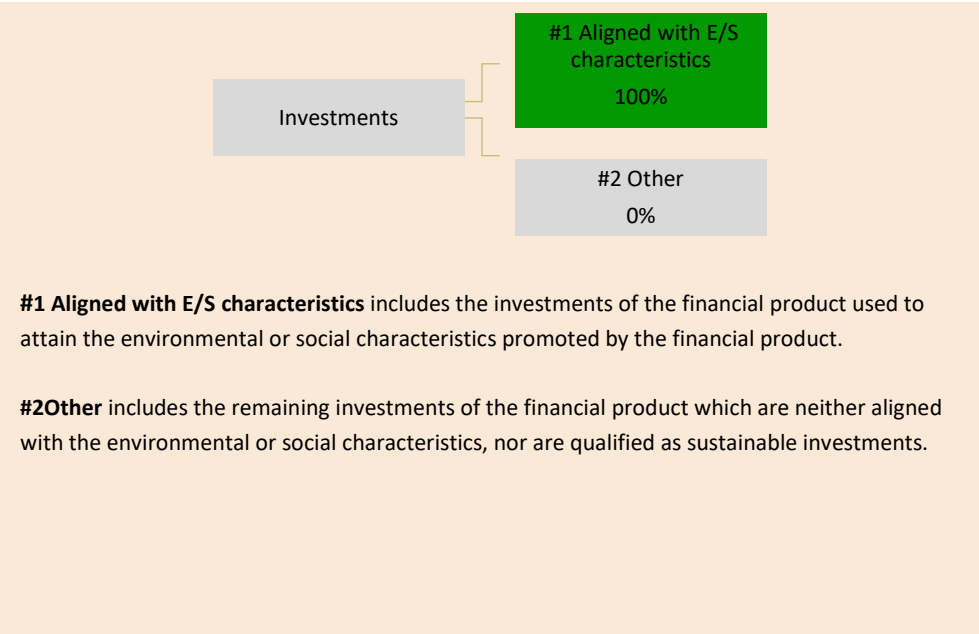 #1 Aligned with E/S
characteristics
100%
Investments
#2 Other
0%
#1 Aligned with E/S characteristics includes the investments of the financial product used to
attain the environmental or social characteristics promoted by the financial product.
#2Other includes the remaining investments of the financial product which are neither aligned
with the environmental or social characteristics, nor are qualified as sustainable investments.